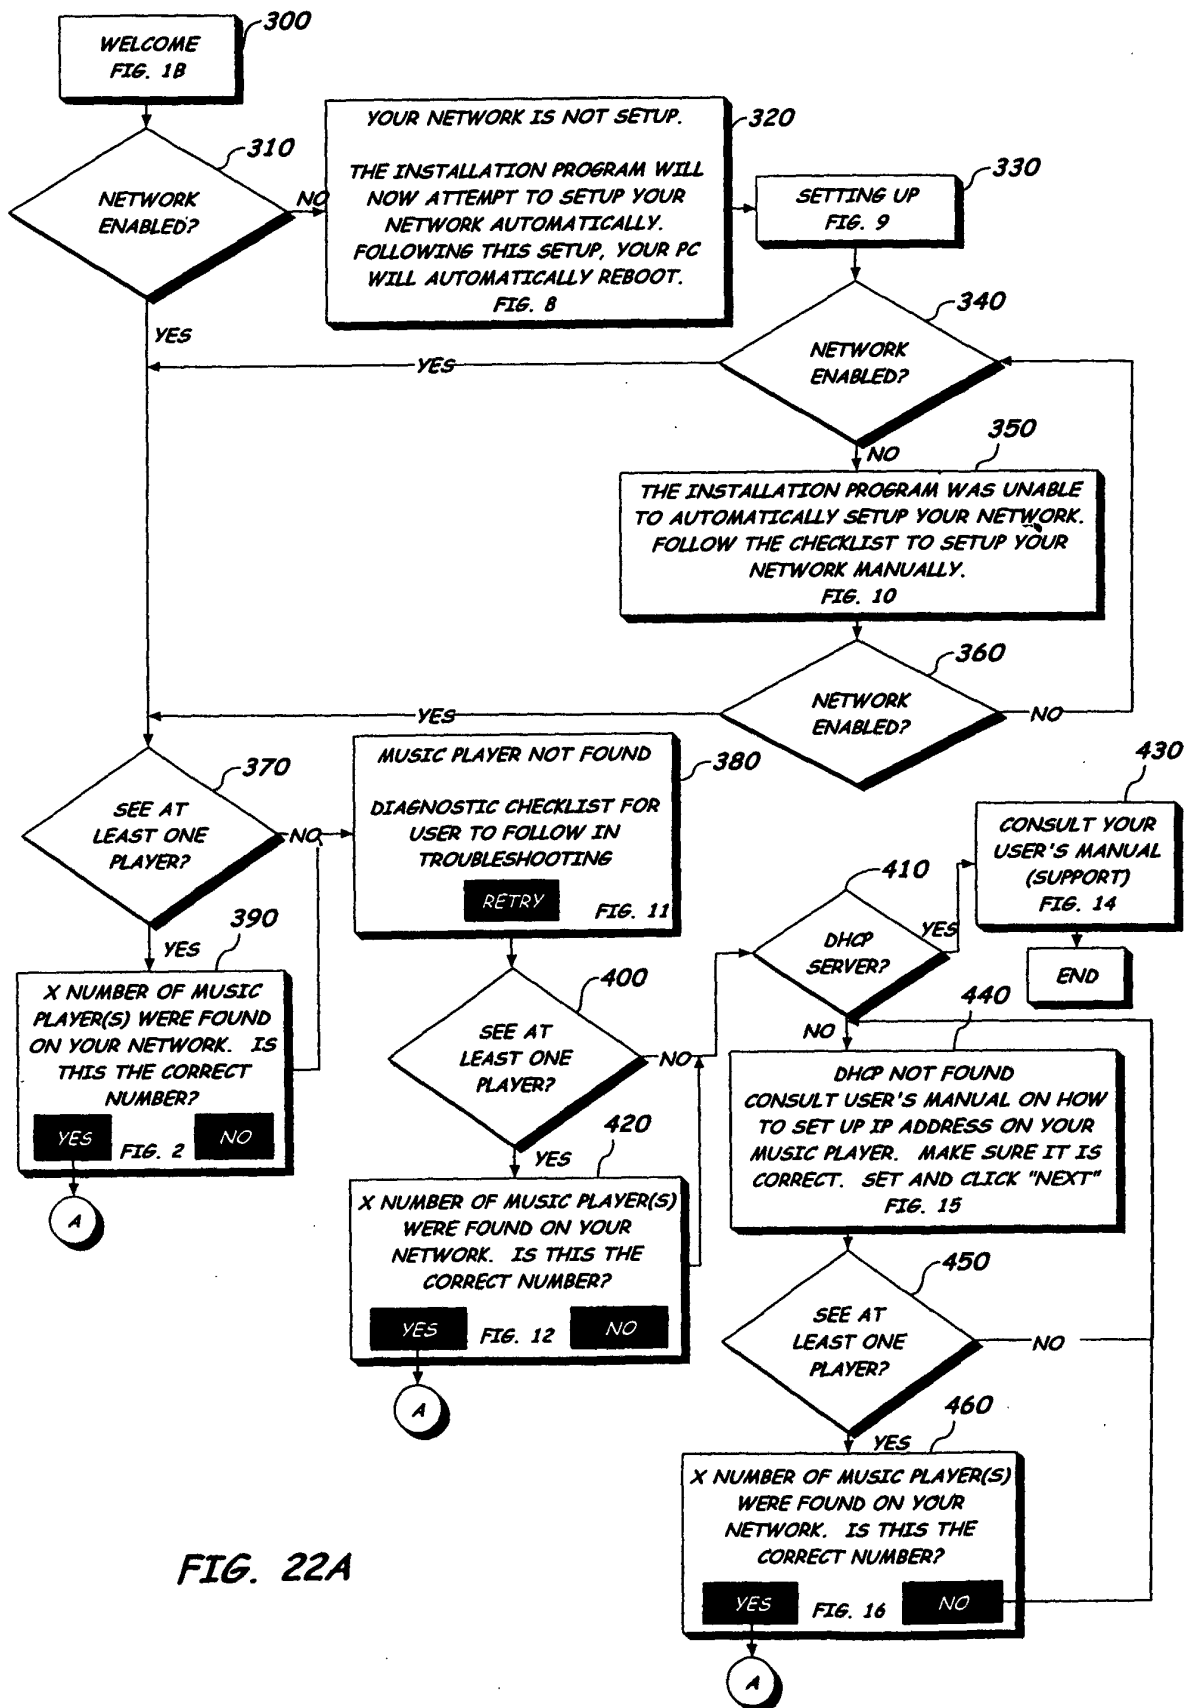 300
WELCOME
FIG. 1B
310
NETWORK
ENABLED?
NO
YES
320
YOUR NETWORK IS NOT SETUP.
THE INSTALLATION PROGRAM WILL
NOW ATTEMPT TO SETUP YOUR
NETWORK AUTOMATICALLY.
FOLLOWING THIS SETUP, YOUR PC
WILL AUTOMATICALLY REBOOT.
FIG. 8
330
SETTING UP
FIG. 9
340
NETWORK
ENABLED?
YES
NO
350
THE INSTALLATION PROGRAM WAS UNABLE
TO AUTOMATICALLY SETUP YOUR NETWORK.
FOLLOW THE CHECKLIST TO SETUP YOUR
NETWORK MANUALLY.
FIG. 10
360
NETWORK
ENABLED?
YES
NO
370
SEE AT
LEAST ONE
PLAYER?
NO
YES
380
MUSIC PLAYER NOT FOUND
DIAGNOSTIC CHECKLIST FOR
USER TO FOLLOW IN
TROUBLESHOOTING
RETRY
FIG. 11
390
X NUMBER OF MUSIC
PLAYER(S) WERE FOUND
ON YOUR NETWORK. IS
THIS THE CORRECT
NUMBER?
YES FIG. 2 NO
A
400
SEE AT
LEAST ONE
PLAYER?
NO
YES
410
DHCP
SERVER?
YES
NO
420
X NUMBER OF MUSIC PLAYER(S)
WERE FOUND ON YOUR
NETWORK. IS THIS THE
CORRECT NUMBER?
YES FIG. 12 NO
A
430
CONSULT YOUR
USER'S MANUAL
(SUPPORT)
FIG. 14
END
440
DHCP NOT FOUND
CONSULT USER'S MANUAL ON HOW
TO SET UP IP ADDRESS ON YOUR
MUSIC PLAYER. MAKE SURE IT IS
CORRECT. SET AND CLICK "NEXT"
FIG. 15
450
SEE AT
LEAST ONE
PLAYER?
NO
YES
460
X NUMBER OF MUSIC PLAYER(S)
WERE FOUND ON YOUR
NETWORK. IS THIS THE
CORRECT NUMBER?
YES FIG. 16 NO
A
FIG. 22A